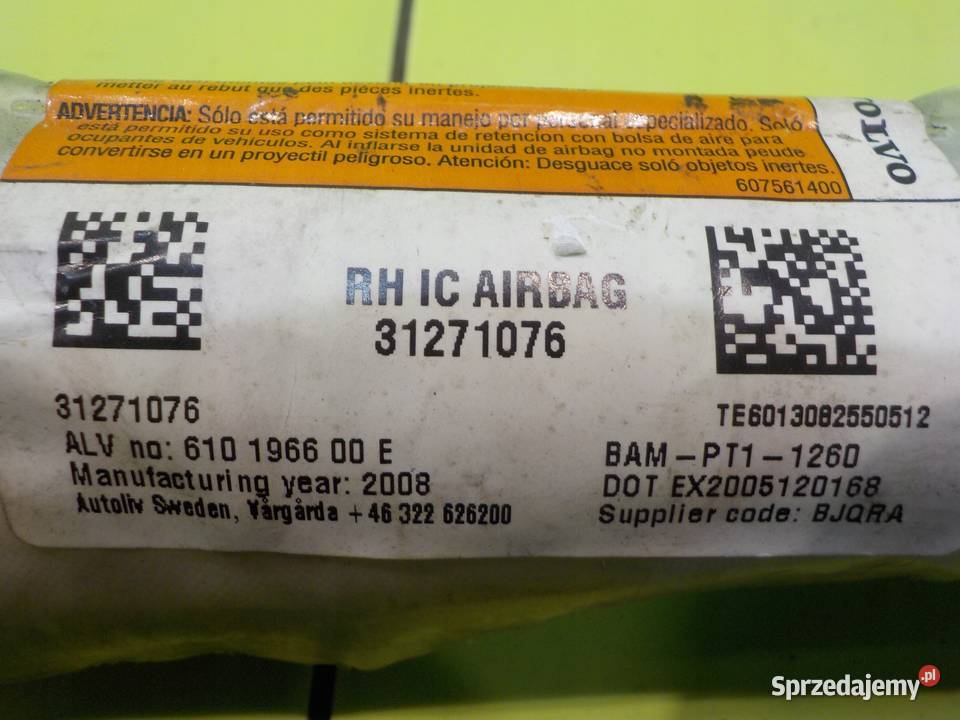 metter au rebut que des pièces inertes.
ADVERTENCIA: Sólo está permitido su manejo por personal especializado. Soló
está permitido su uso como sistema de retencion con bolsa de aire para
ocupantes de vehículos. Al inflarse la unidad de airbag no montada peude
convertirse en un proyectil peligroso. Atención: Desguace soló objetos inertes.
607561400
VOLVO
RH IC AIRBAG
31271076
31271076
ALV no: 610 1966 00 E
Manufacturing year: 2008
Autoliv Sweden, Vårgårda +46 322 626200
TE6013082550512
BAM-PT1-1260
DOT EX2005120168
Supplier code: BJQRA
Sprzedajemy.pl